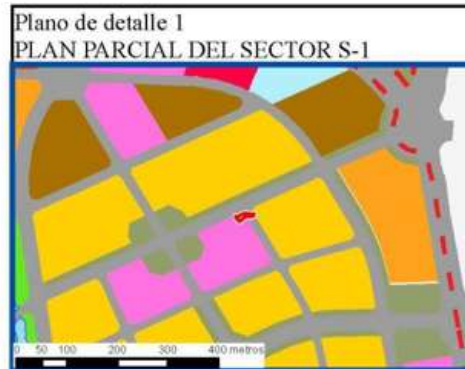 Plano de detalle 1
PLAN PARCIAL DEL SECTOR S-1
0 50 100 200 300 400 metros